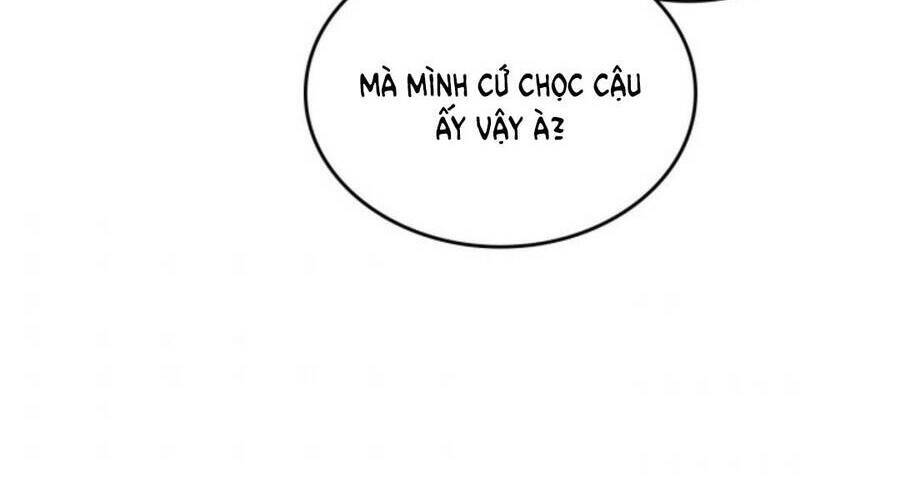 MÀ MÌNH CỨ CHỌC CẬU
ẤY VẬY À?